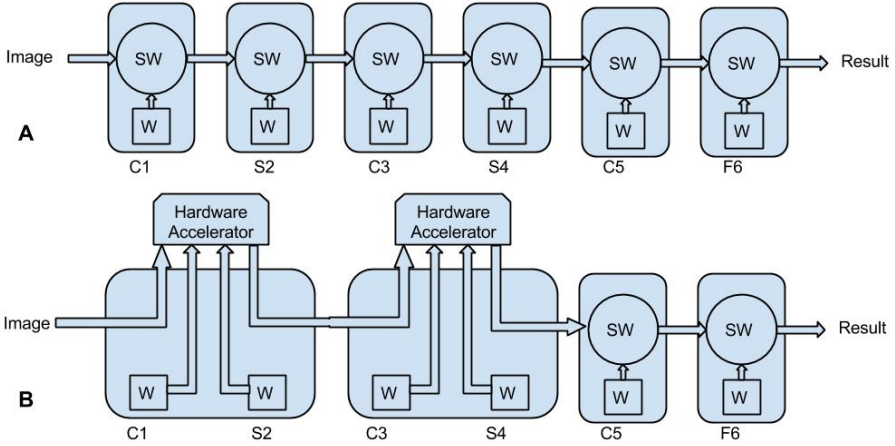 Image SW SW SW SW SW SW Result
W W W W W W
A
C1 S2 C3 S4 C5 F6
Hardware
Accelerator
Hardware
Accelerator
Image SW SW Result
W W W W W W
B
C1 S2 C3 S4 C5 F6